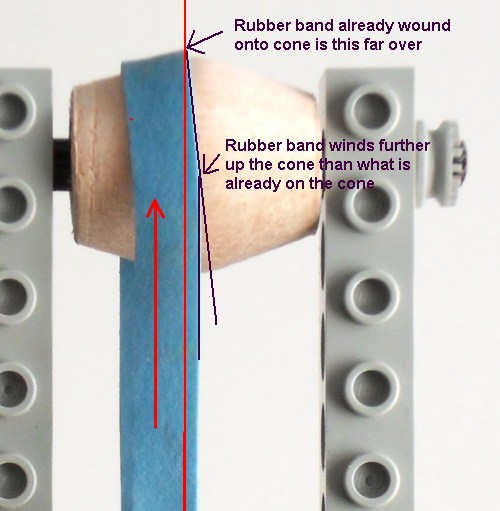 Rubber band already wound
onto cone is this far over
Rubber band winds further
up the cone than what is
already on the cone